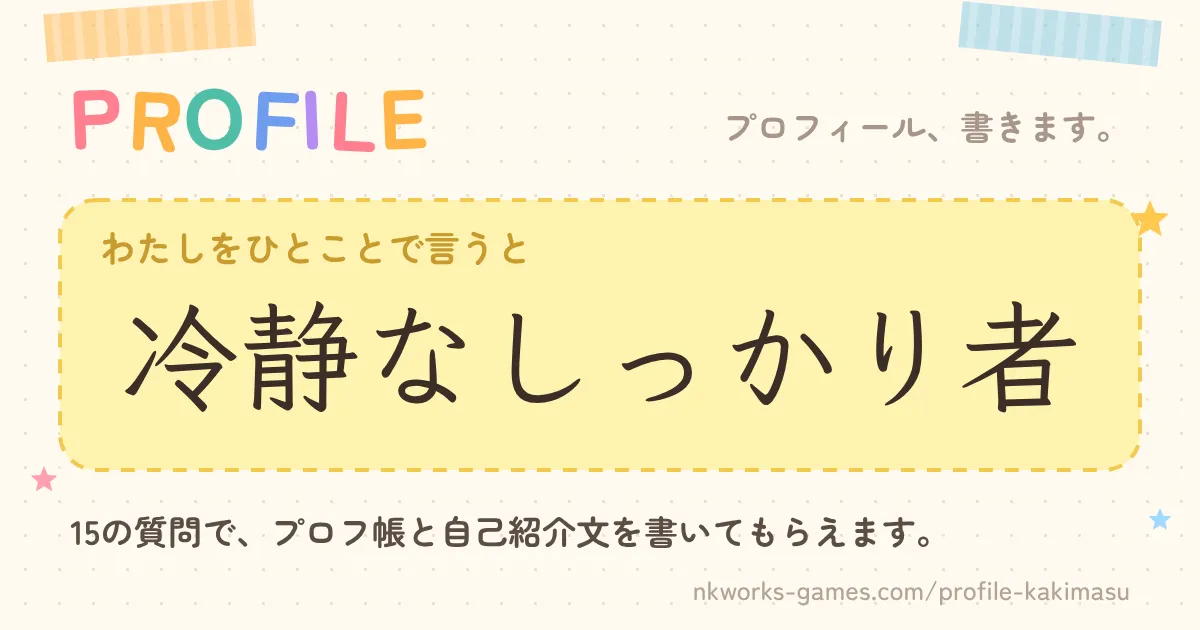 PROFILE
プロフィール、書きます。
わたしをひとことで言うと
冷静なしっかり者
15の質問で、プロフ帳と自己紹介文を書いてもらえます。
nkworks-games.com/profile-kakimasu